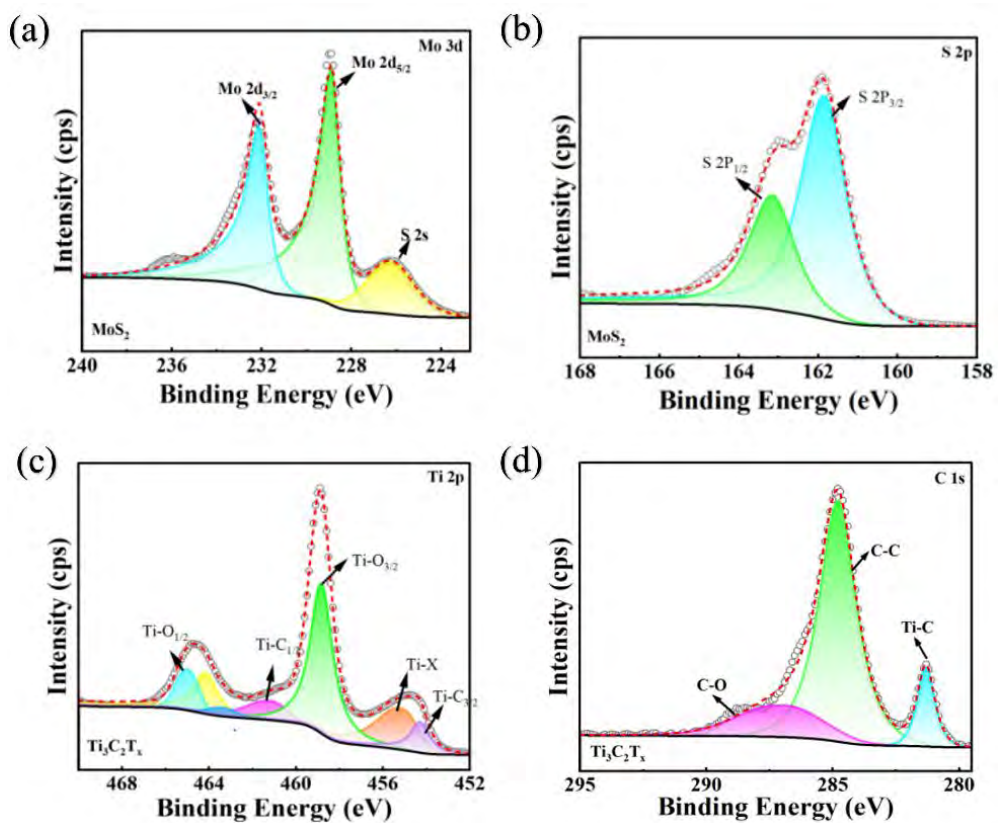 (a)
Mo 3d
Mo 2d5/2
Mo 2d3/2
S 2s
MoS2
Intensity (cps)
240 236 232 228 224
Binding Energy (eV)
(b)
S 2p
S 2P3/2
S 2P1/2
MoS2
Intensity (cps)
168 166 164 162 160 158
Binding Energy (eV)
(c)
Ti 2p
Ti-O3/2
Ti-O1/2
Ti-C1/2
Ti-X
Ti-C3/2
Ti3C2Tx
Intensity (cps)
468 464 460 456 452
Binding Energy (eV)
(d)
C 1s
C-C
Ti-C
C-O
Ti3C2Tx
Intensity (cps)
295 290 285 280
Binding Energy (eV)